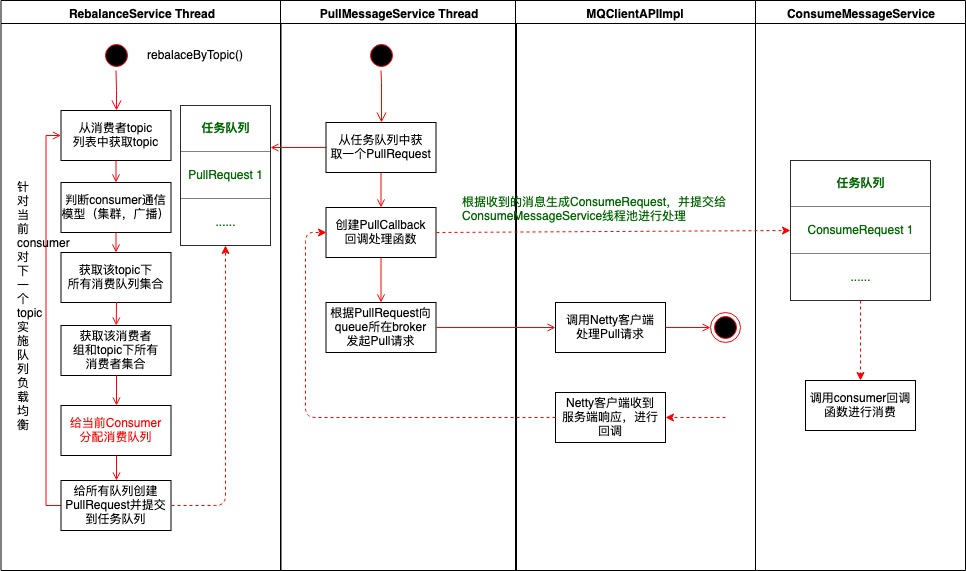 RebalanceService Thread
PullMessageService Thread
MQClientAPIImpl
ConsumeMessageService
rebalaceByTopic()
从消费者topic
列表中获取topic
判断consumer通信
模型（集群，广播）
获取该topic下
所有消费队列集合
获取该消费者
组和topic下所有
消费者集合
给当前Consumer
分配消费队列
给所有队列创建
PullRequest并提交
到任务队列
针
对
当
前
consumer
对
下
一
个
topic
实
施
队
列
负
载
均
衡
任务队列
PullRequest 1
......
从任务队列中获
取一个PullRequest
创建PullCallback
回调处理函数
根据PullRequest向
queue所在broker
发起Pull请求
根据收到的消息生成ConsumeRequest，并提交给
ConsumeMessageService线程池进行处理
调用Netty客户端
处理Pull请求
Netty客户端收到
服务端响应，进行
回调
任务队列
ConsumeRequest 1
......
调用consumer回调
函数进行消费